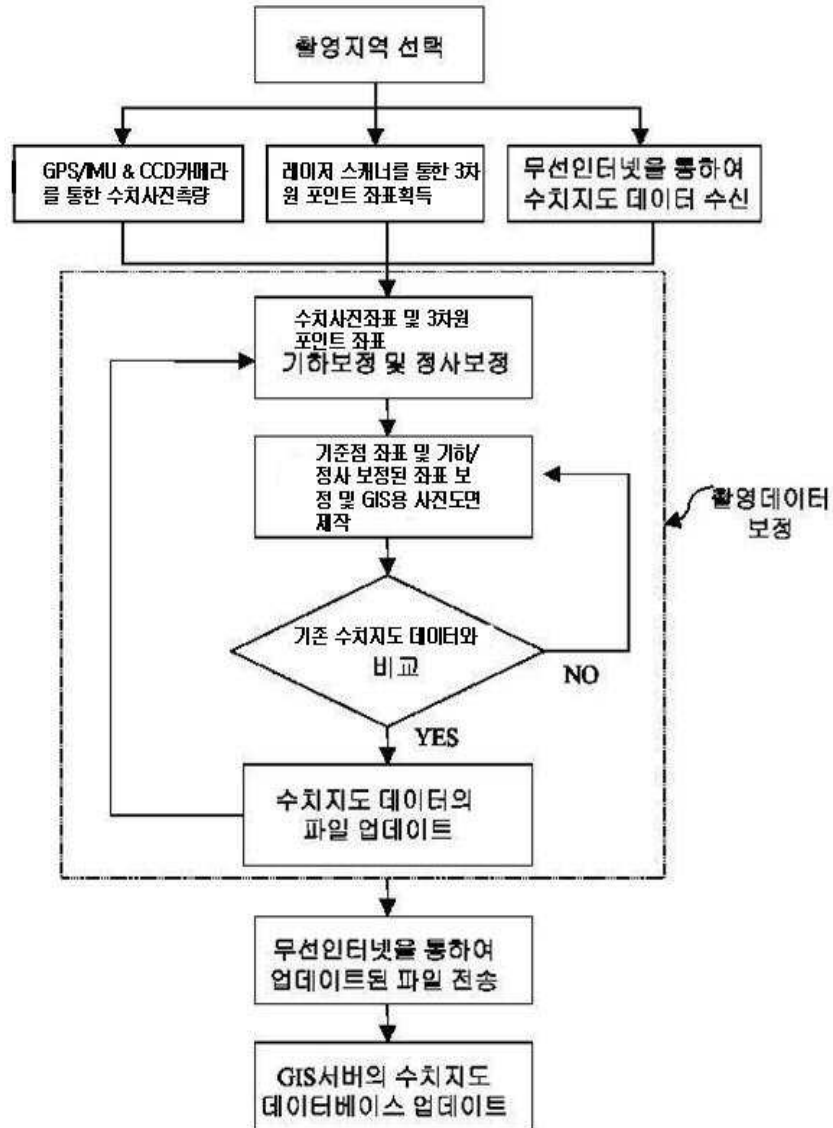 촬영지역 선택
GPS/IMU & CCD카메라
를 통한 수치사진측량
레이저 스캐너를 통한 3차
원 포인트 좌표획득
무선인터넷을 통하여
수치지도 데이터 수신
수치사진좌표 및 3차원
포인트 좌표
기하보정 및 정사보정
기준점 좌표 및 기하/
정사 보정된 좌표 보
정 및 GIS용 사진도면
제작
촬영데이터
보정
기존 수치지도 데이터와
비교
NO
YES
수치지도 데이터의
파일 업데이트
무선인터넷을 통하여
업데이트된 파일 전송
GIS서버의 수치지도
데이터베이스 업데이트